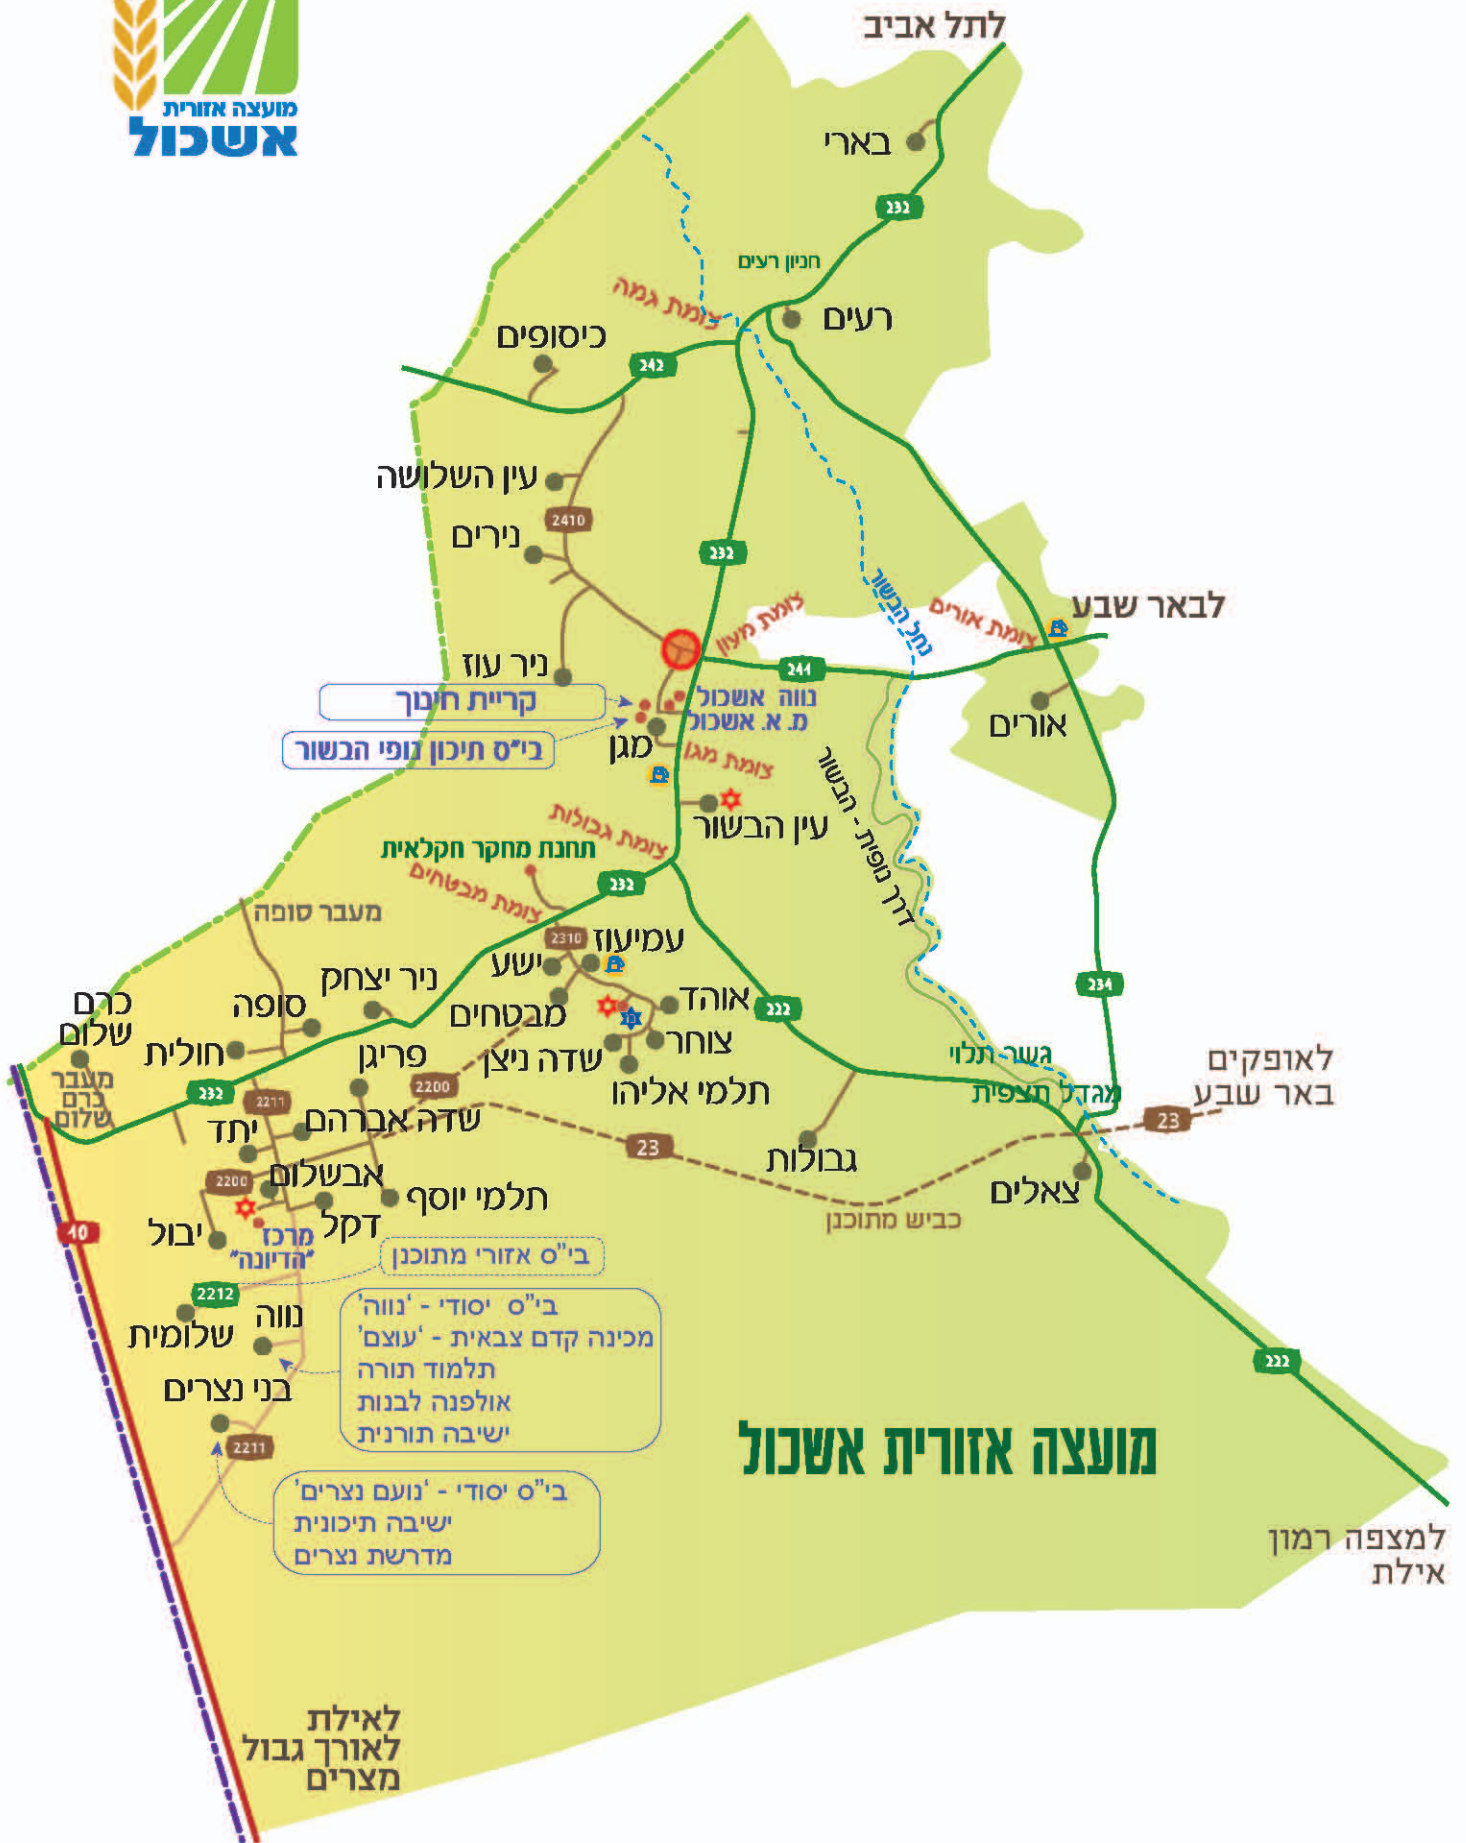 מועצה אזורית
אשכול
לתל אביב
בארי
232
חניון רעים
רעים
צומת גמה
כיסופים
242
עין השלושה
2410
נירים
232
נחל הבשור
לבאר שבע
צומת אורים
צומת מעון
244
ניר עוז
קריית חינוך
נווה אשכול
מ. א. אשכול
אורים
בי"ס תיכון נופי הבשור
מגן
צומת מגן
דרך נופית - הבשור
עין הבשור
צומת גבולות
תחנת מחקר חקלאית
232
צומת מבטחים
מעבר סופה
2310
עמיעוז
ישע
ניר יצחק
234
אוהד
222
מבטחים
סופה
כרם
שלום
צוחר
שדה ניצן
חולית
פריגן
גשר תלוי
לאופקים
באר שבע
מעבר
כרם
שלום
232
2211
2200
תלמי אליהו
מגדל תצפית
23
שדה אברהם
יתד
23
גבולות
אבשלום
2200
צאלים
תלמי יוסף
דקל
כביש מתוכנן
40
יבול
מרכז
"הדיונה"
בי"ס אזורי מתוכנן
2212
נווה
שלומית
בי"ס יסודי - 'נווה'
מכינה קדם צבאית - 'עוצם'
תלמוד תורה
אולפנה לבנות
ישיבה תורנית
222
בני נצרים
2211
מועצה אזורית אשכול
בי"ס יסודי - 'נועם נצרים'
ישיבה תיכונית
מדרשת נצרים
למצפה רמון
אילת
לאילת
לאורך גבול
מצרים